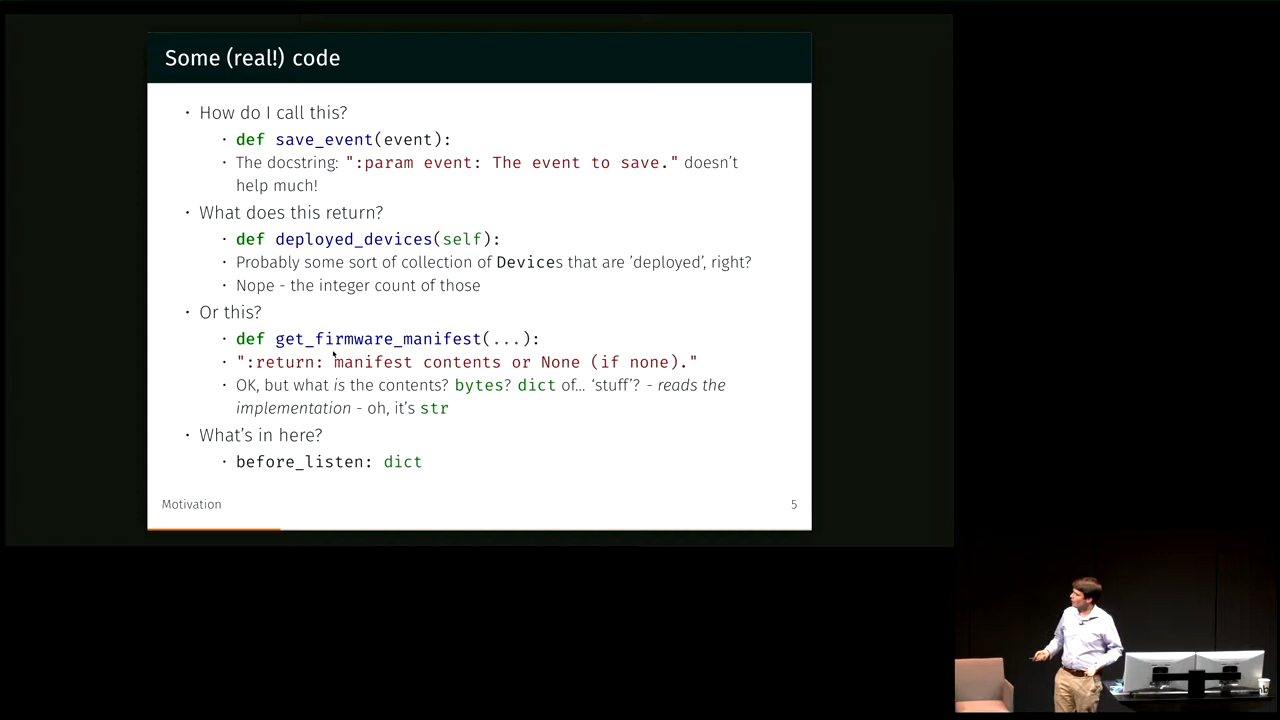 Some (real!) code
• How do I call this?
• def save_event(event):
• The docstring: ":param event: The event to save." doesn't
help much!
• What does this return?
• def deployed_devices(self):
• Probably some sort of collection of Devices that are 'deployed', right?
• Nope - the integer count of those
• Or this?
• def get_firmware_manifest(...):
• ":return: manifest contents or None (if none)."
• OK, but what is the contents? bytes? dict of... ‘stuff’? - reads the
implementation - oh, it's str
• What's in here?
• before_listen: dict
Motivation
5